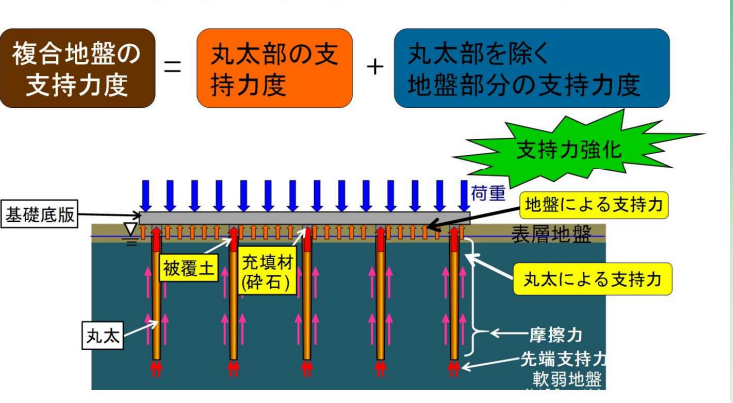 複合地盤の
支持力度
=
丸太部の支
持力度
+
丸太部を除く
地盤部分の支持力度
支持力強化
荷重
基礎底版
地盤による支持力
表層地盤
被覆土
充填材
(砕石)
丸太による支持力
丸太
摩擦力
先端支持力
軟弱地盤